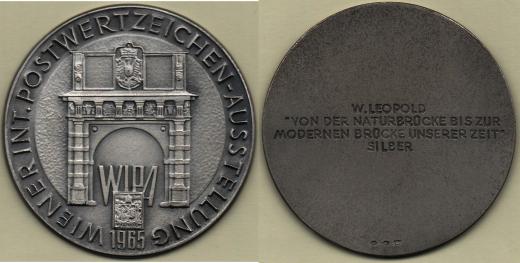 WIENER INT. POSTWERTZEICHEN-AUSSTELLUNG
WIPA
1965
W. LEOPOLD
"VON DER NATURBRÜCKE BIS ZUR
MODERNEN BRÜCKE UNSERER ZEIT"
SILBER